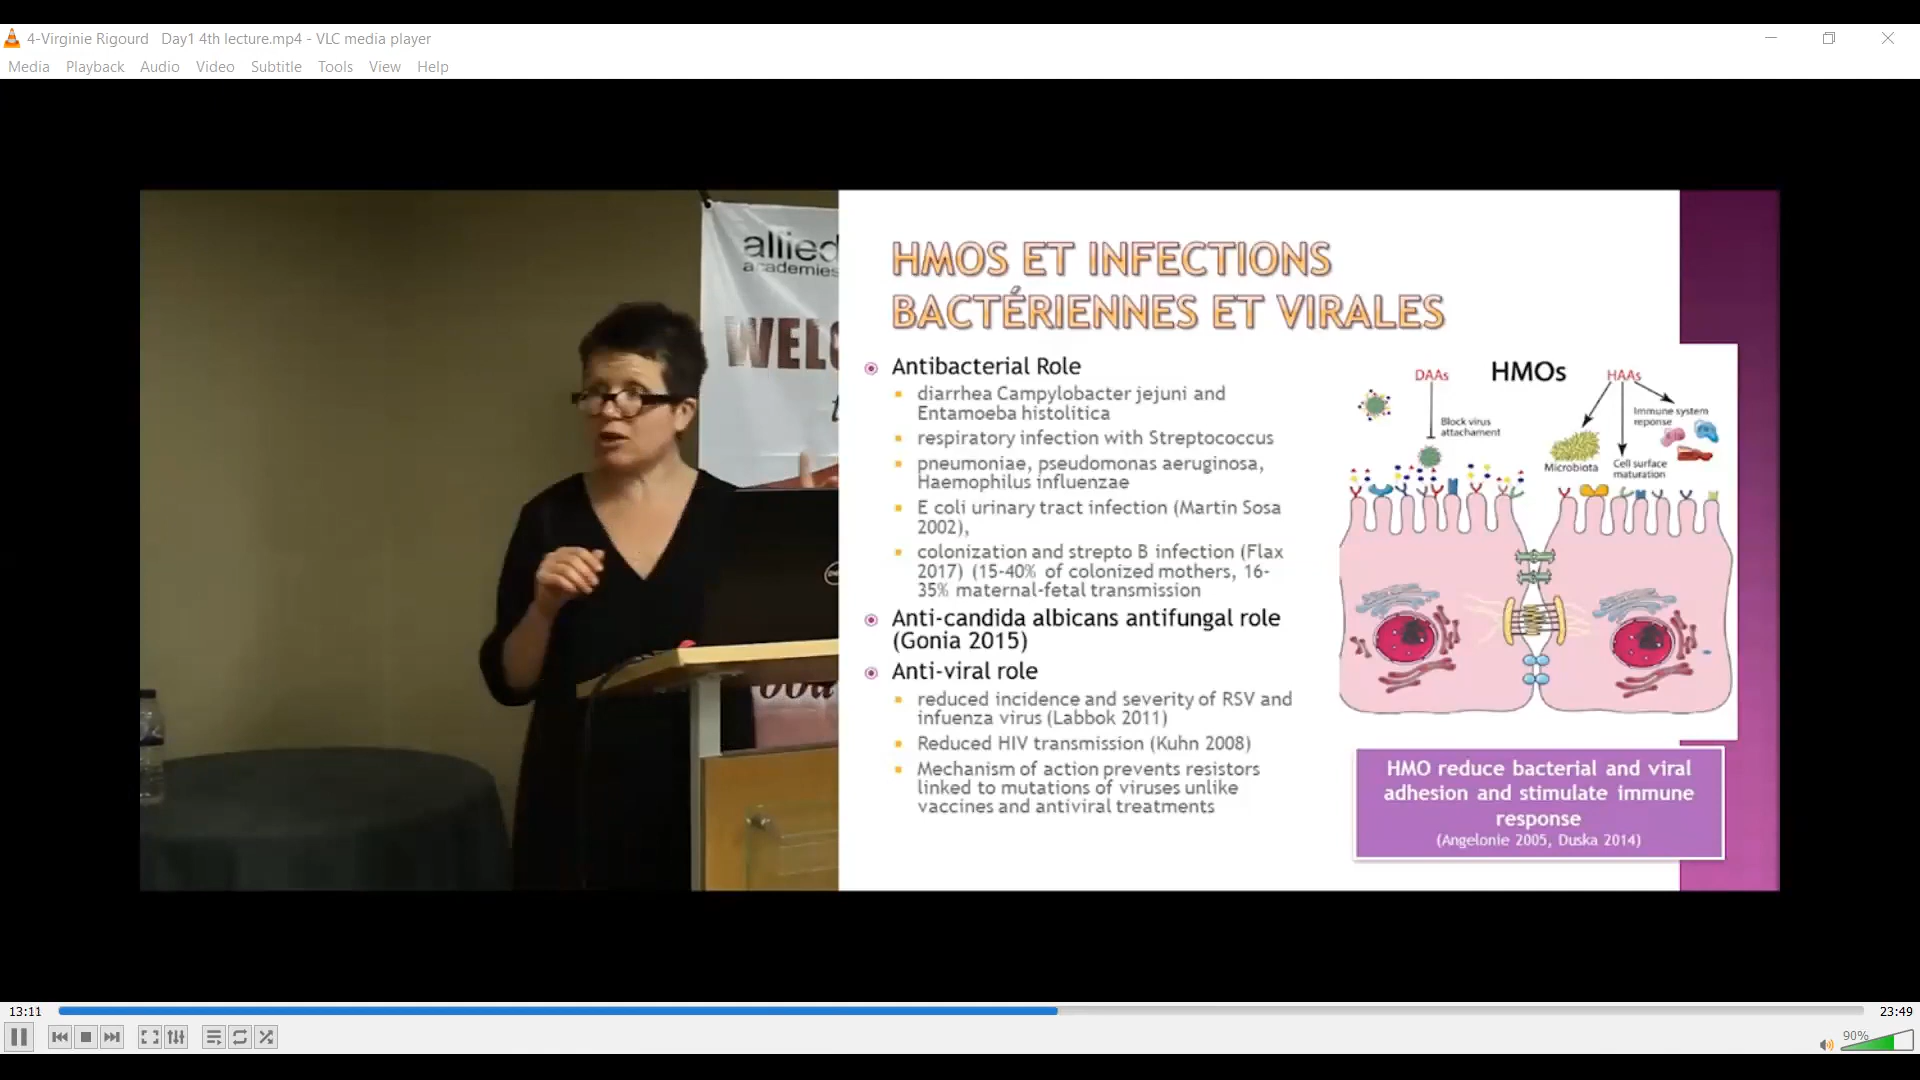 4-Virginie Rigourd   Day1 4th lecture.mp4 - VLC media player
Media Playback Audio Video Subtitle Tools View Help
allied
academies
WELC
HMOS ET INFECTIONS
BACTÉRIENNES ET VIRALES
Antibacterial Role
diarrhea Campylobacter jejuni and
Entamoeba histolitica
respiratory infection with Streptococcus
pneumoniae, pseudomonas aeruginosa,
Haemophilus influenzae
E coli urinary tract infection (Martin Sosa
2002),
colonization and strepto B infection (Flax
2017) (15-40% of colonized mothers, 16-
35% maternal-fetal transmission
Anti-candida albicans antifungal role
(Gonia 2015)
Anti-viral role
reduced incidence and severity of RSV and
infuenza virus (Labbok 2011)
Reduced HIV transmission (Kuhn 2008)
Mechanism of action prevents resistors
linked to mutations of viruses unlike
vaccines and antiviral treatments
HMOs
DAAs
HAAs
Block virus
attachament
Immune system
reponse
Microbiota
Cell surface
maturation
HMO reduce bacterial and viral
adhesion and stimulate immune
response
(Angelonie 2005, Duska 2014)
13:11
23:49
90%